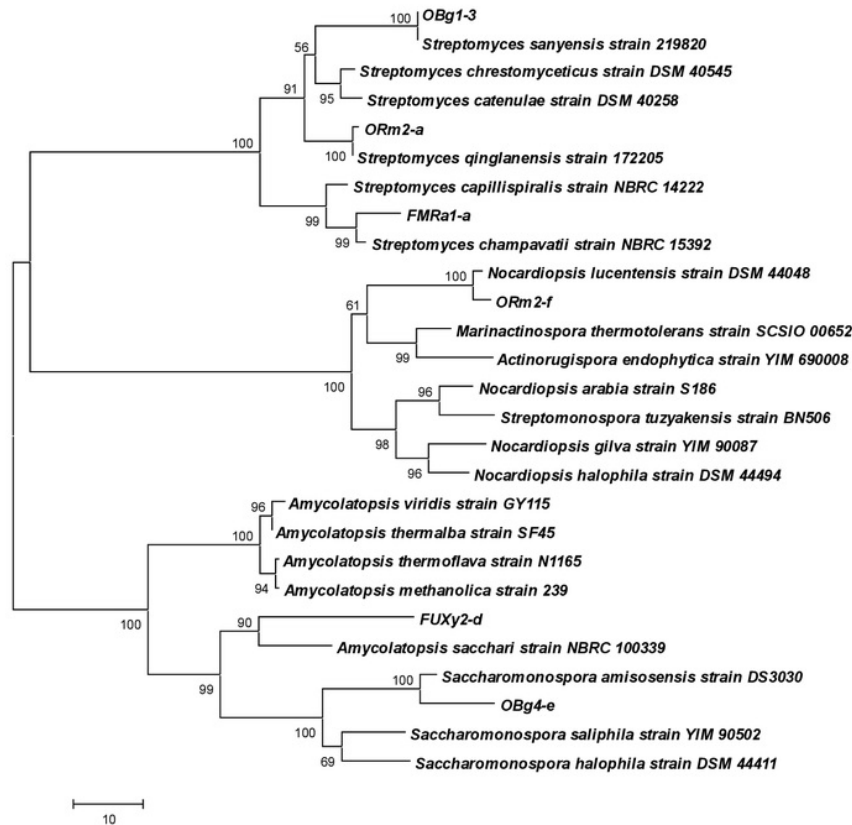 100
OBg1-3
Streptomyces sanyensis strain 219820
56
Streptomyces chrestomyceticus strain DSM 40545
91
95
Streptomyces catenulae strain DSM 40258
ORm2-a
100
100
Streptomyces qinglanensis strain 172205
Streptomyces capillispiralis strain NBRC 14222
99
FMRa1-a
99
Streptomyces champavatii strain NBRC 15392
100
Nocardiopsis lucentensis strain DSM 44048
61
ORm2-f
Marinactinospora thermotolerans strain SCSIO 00652
99
Actinorugispora endophytica strain YIM 690008
100
96
Nocardiopsis arabia strain S186
Streptomonospora tuzyakensis strain BN506
98
Nocardiopsis gilva strain YIM 90087
96
Nocardiopsis halophila strain DSM 44494
96
Amycolatopsis viridis strain GY115
100
Amycolatopsis thermalba strain SF45
Amycolatopsis thermoflava strain N1165
94
Amycolatopsis methanolica strain 239
100
90
FUXy2-d
Amycolatopsis sacchari strain NBRC 100339
99
100
Saccharomonospora amisosensis strain DS3030
OBg4-e
100
Saccharomonospora saliphila strain YIM 90502
69
Saccharomonospora halophila strain DSM 44411
10